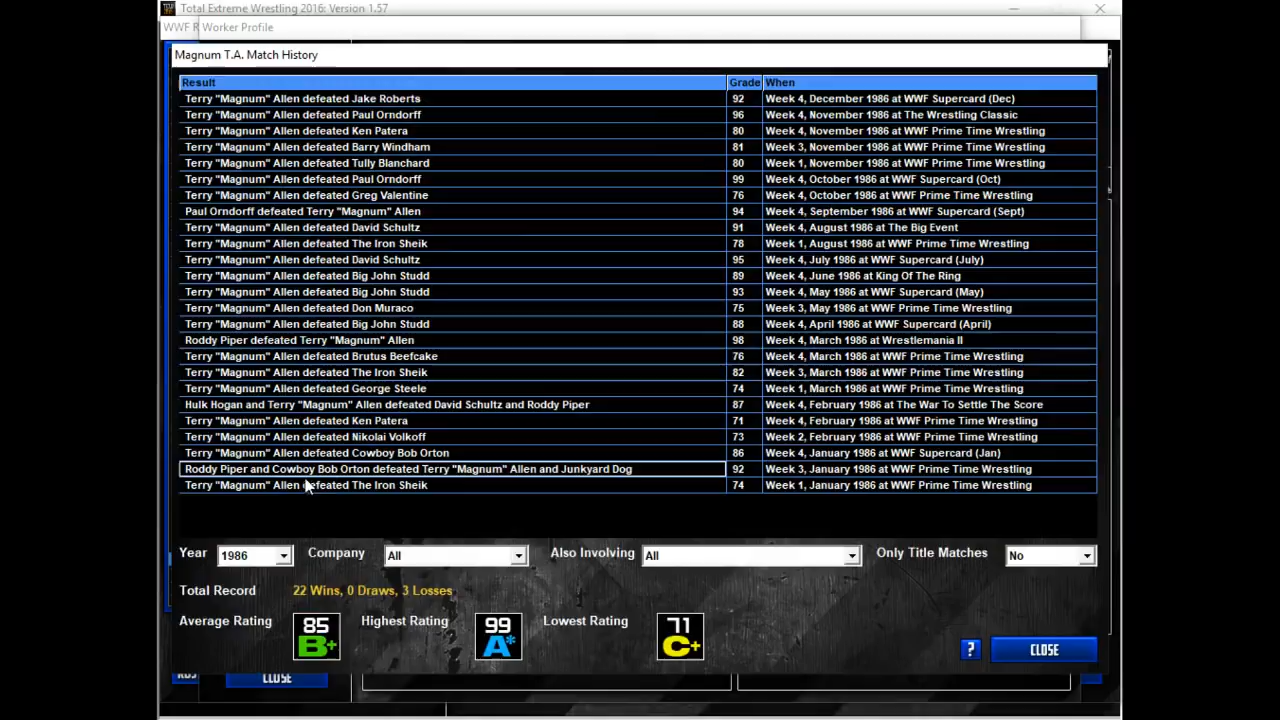 Total Extreme Wrestling 2016: Version 1.57
WWF R Worker Profile
Magnum T.A. Match History
Result Grade When
Terry "Magnum" Allen defeated Jake Roberts 92 Week 4, December 1986 at WWF Supercard (Dec)
Terry "Magnum" Allen defeated Paul Orndorff 96 Week 4, November 1986 at The Wrestling Classic
Terry "Magnum" Allen defeated Ken Patera 80 Week 4, November 1986 at WWF Prime Time Wrestling
Terry "Magnum" Allen defeated Barry Windham 81 Week 3, November 1986 at WWF Prime Time Wrestling
Terry "Magnum" Allen defeated Tully Blanchard 80 Week 1, November 1986 at WWF Prime Time Wrestling
Terry "Magnum" Allen defeated Paul Orndorff 99 Week 4, October 1986 at WWF Supercard (Oct)
Terry "Magnum" Allen defeated Greg Valentine 76 Week 4, October 1986 at WWF Prime Time Wrestling
Paul Orndorff defeated Terry "Magnum" Allen 94 Week 4, September 1986 at WWF Supercard (Sept)
Terry "Magnum" Allen defeated David Schultz 91 Week 4, August 1986 at The Big Event
Terry "Magnum" Allen defeated The Iron Sheik 78 Week 1, August 1986 at WWF Prime Time Wrestling
Terry "Magnum" Allen defeated David Schultz 95 Week 4, July 1986 at WWF Supercard (July)
Terry "Magnum" Allen defeated Big John Studd 89 Week 4, June 1986 at King Of The Ring
Terry "Magnum" Allen defeated Big John Studd 93 Week 4, May 1986 at WWF Supercard (May)
Terry "Magnum" Allen defeated Don Muraco 75 Week 3, May 1986 at WWF Prime Time Wrestling
Terry "Magnum" Allen defeated Big John Studd 88 Week 4, April 1986 at WWF Supercard (April)
Roddy Piper defeated Terry "Magnum" Allen 98 Week 4, March 1986 at Wrestlemania II
Terry "Magnum" Allen defeated Brutus Beefcake 76 Week 4, March 1986 at WWF Prime Time Wrestling
Terry "Magnum" Allen defeated The Iron Sheik 82 Week 3, March 1986 at WWF Prime Time Wrestling
Terry "Magnum" Allen defeated George Steele 74 Week 1, March 1986 at WWF Prime Time Wrestling
Hulk Hogan and Terry "Magnum" Allen defeated David Schultz and Roddy Piper 87 Week 4, February 1986 at The War To Settle The Score
Terry "Magnum" Allen defeated Ken Patera 71 Week 4, February 1986 at WWF Prime Time Wrestling
Terry "Magnum" Allen defeated Nikolai Volkoff 73 Week 2, February 1986 at WWF Prime Time Wrestling
Terry "Magnum" Allen defeated Cowboy Bob Orton 86 Week 4, January 1986 at WWF Supercard (Jan)
Roddy Piper and Cowboy Bob Orton defeated Terry "Magnum" Allen and Junkyard Dog 92 Week 3, January 1986 at WWF Prime Time Wrestling
Terry "Magnum" Allen defeated The Iron Sheik 74 Week 1, January 1986 at WWF Prime Time Wrestling
Year 1986 Company All Also Involving All Only Title Matches No
Total Record 22 Wins, 0 Draws, 3 Losses
Average Rating 85 B+ Highest Rating 99 A* Lowest Rating 71 C+
? CLOSE
CLOSE